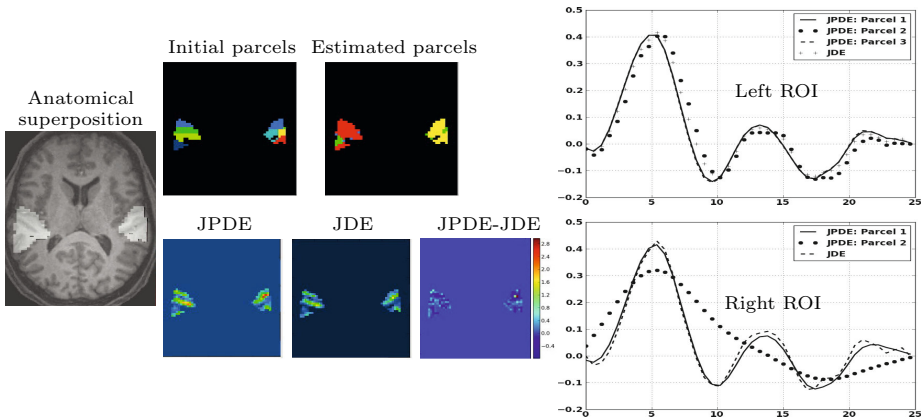 Initial parcels
Estimated parcels
Anatomical
superposition
JPDE
JDE
JPDE-JDE
2.8
2.4
2.0
1.6
1.2
0.8
0.4
0.0
-0.4
0.5
0.4
0.3
0.2
0.1
0.0
-0.1
-0.2
0
5
10
15
20
25
JPDE: Parcel 1
JPDE: Parcel 2
JPDE: Parcel 3
JDE
Left ROI
0.5
0.4
0.3
0.2
0.1
0.0
-0.1
-0.2
0
5
10
15
20
25
JPDE: Parcel 1
JPDE: Parcel 2
JDE
Right ROI